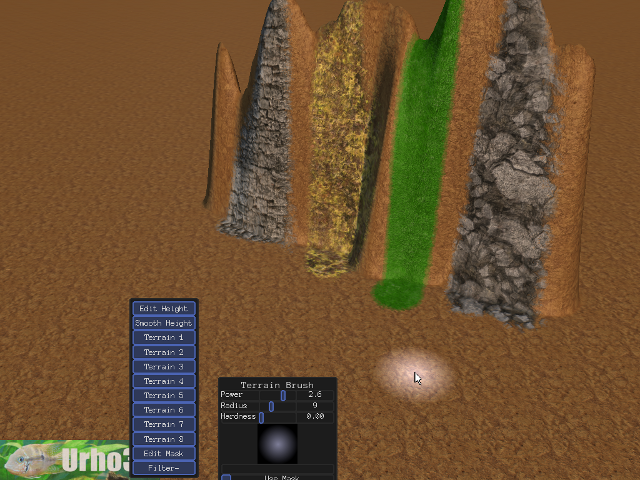 Edit Height
Smooth Height
Terrain 1
Terrain 2
Terrain 3
Terrain 4
Terrain 5
Terrain 6
Terrain 7
Terrain 8
Edit Mask
Filter-
Terrain Brush
Power 2.6
Radius 9
Hardness 0.00
Use Mask
Urho3